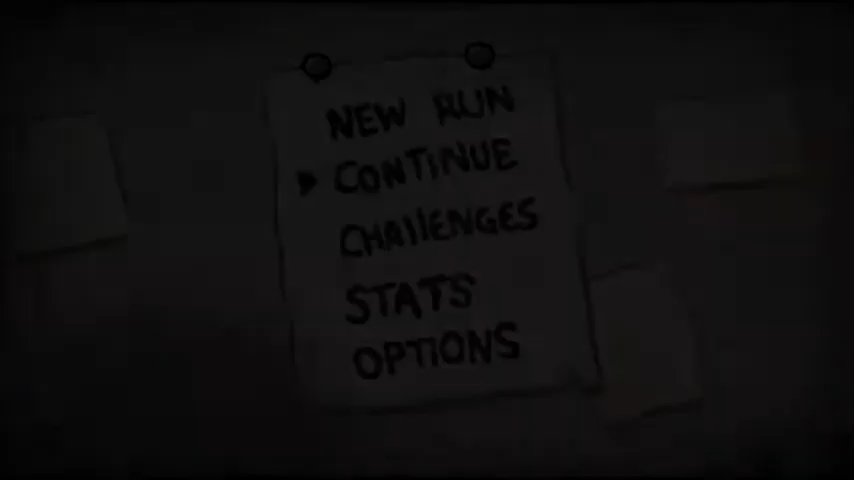 NEW RUN
CONTINUE
CHALLENGES
STATS
OPTIONS